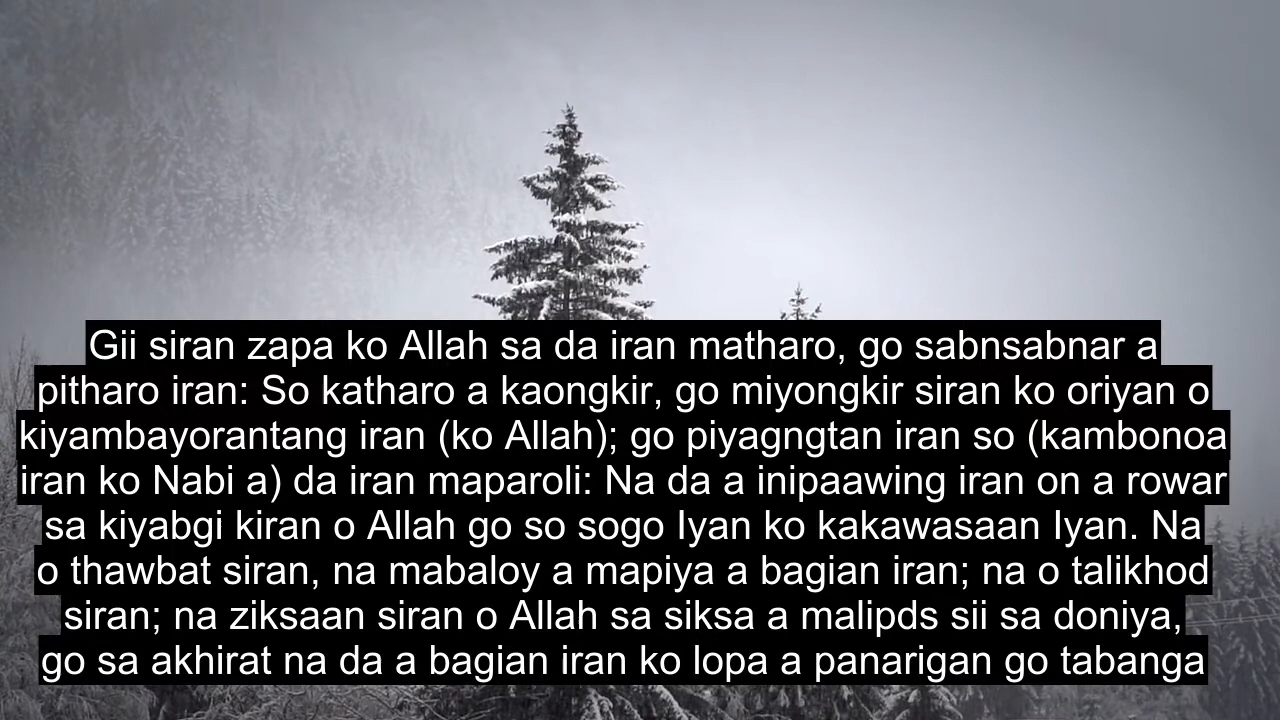 Gii siran zapa ko Allah sa da iran matharo, go sabnsabnar a
pitharo iran: So katharo a kaongkir, go miyongkir siran ko oriyan o
kiyambayorantang iran (ko Allah); go piyagngtan iran so (kambonoa
iran ko Nabi a) da iran maparoli: Na da a inipaawing iran on a rowar
sa kiyabgi kiran o Allah go so sogo Iyan ko kakawasaan Iyan. Na
o thawbat siran, na mabaloy a mapiya a bagian iran; na o talikhod
siran; na ziksaan siran o Allah sa siksa a malipds sii sa doniya,
go sa akhirat na da a bagian iran ko lopa a panarigan go tabanga